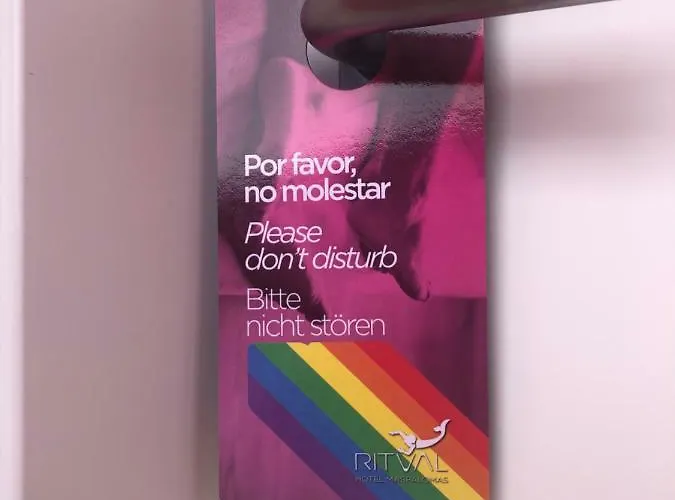 Por favor,
no molestar
Please
don't disturb
Bitte
nicht stören
RITUAL
HOTEL MASPALOMAS